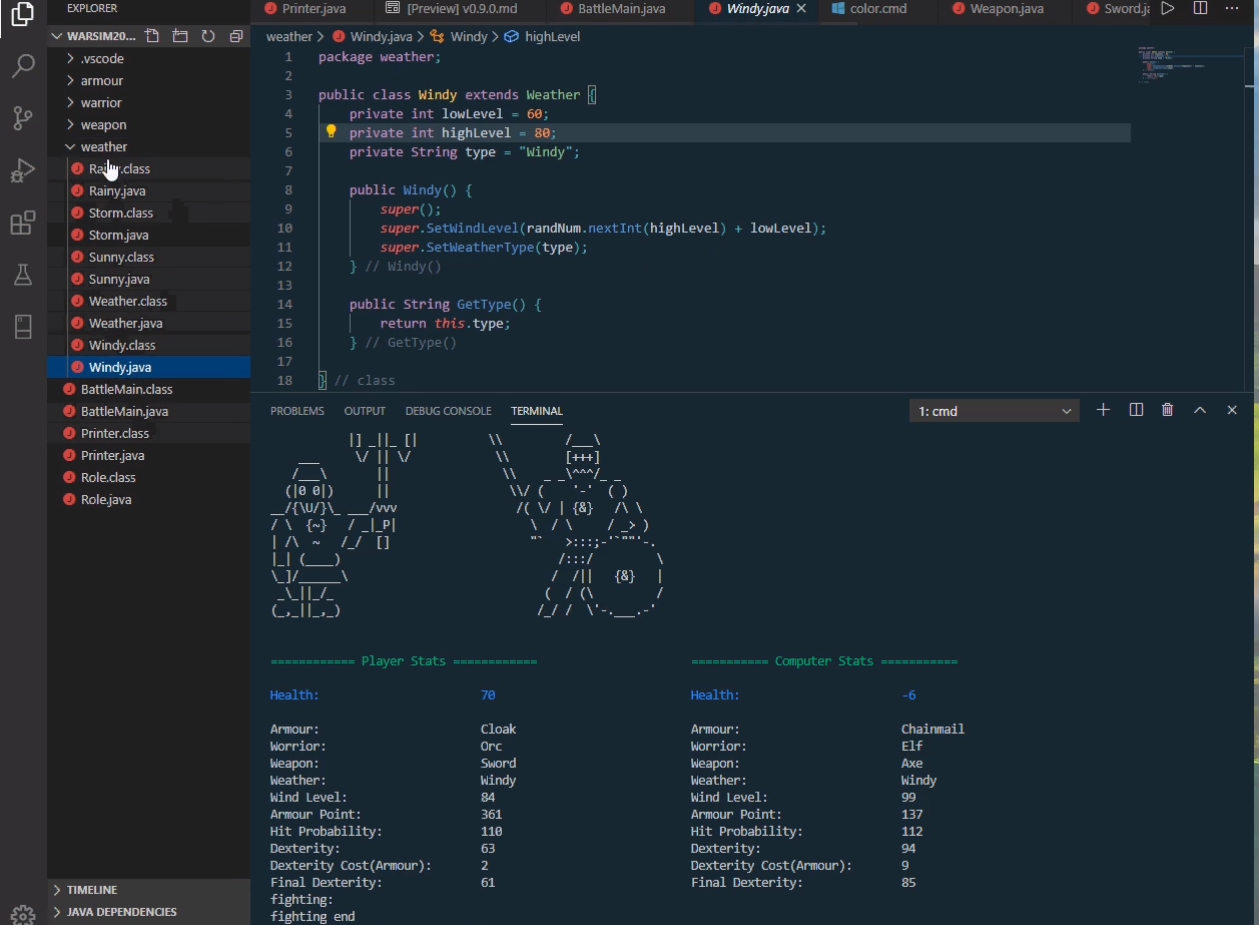 EXPLORER
Printer.java [Preview] v0.9.0.md BattleMain.java Windy.java color.cmd Weapon.java Sword.ja
WARSIM20...
.vscode
armour
warrior
weapon
weather
Rainy.java
Storm.class
Storm.java
Sunny.class
Sunny.java
Weather.class
Weather.java
Windy.class
Windy.java
BattleMain.class
BattleMain.java
Printer.class
Printer.java
Role.class
Role.java
TIMELINE
JAVA DEPENDENCIES
weather > Windy.java > Windy > highLevel
1 package weather;
2
3 public class Windy extends Weather {
4 private int lowLevel = 60;
5 private int highLevel = 80;
6 private String type = "Windy";
7
8 public Windy() {
9 super();
10 super.SetWindLevel(randNum.nextInt(highLevel) + lowLevel);
11 super.SetWeatherType(type);
12 } // Windy()
13
14 public String GetType() {
15 return this.type;
16 } // GetType()
17
18 } // class
PROBLEMS OUTPUT DEBUG CONSOLE TERMINAL 1: cmd
============ Player Stats ============ =========== Computer Stats ===========
Health: 70 Health: -6
Armour: Cloak Armour: Chainmail
Worrior: Orc Worrior: Elf
Weapon: Sword Weapon: Axe
Weather: Windy Weather: Windy
Wind Level: 84 Wind Level: 99
Armour Point: 361 Armour Point: 137
Hit Probability: 110 Hit Probability: 112
Dexterity: 63 Dexterity: 94
Dexterity Cost(Armour): 2 Dexterity Cost(Armour): 9
Final Dexterity: 61 Final Dexterity: 85
fighting:
fighting end